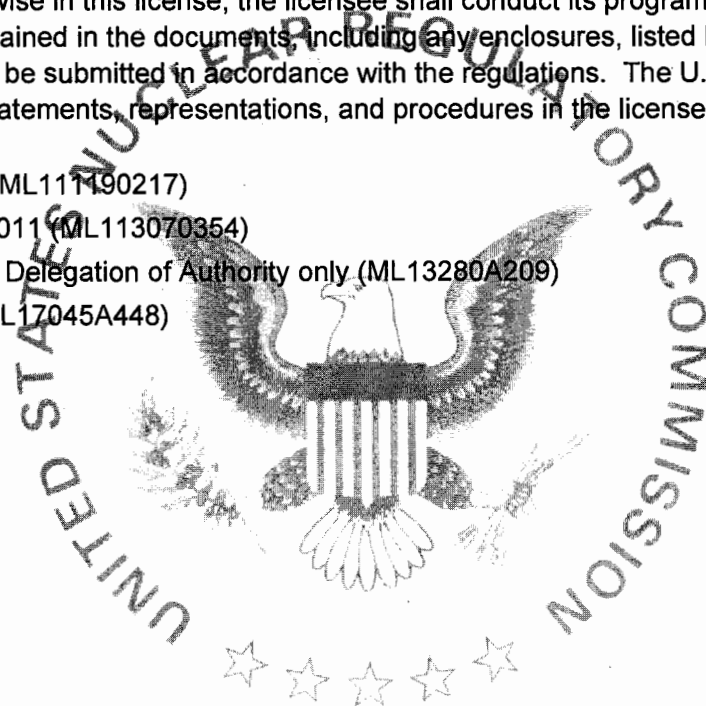 wise in this license, the licensee shall conduct its program
ained in the documents, including any enclosures, listed
be submitted in accordance with the regulations. The U.
atements, representations, and procedures in the license
ML111190217)
011 (ML113070354)
Delegation of Authority only (ML13280A209)
L17045A448)
UNITED STATES NUCLEAR REGULATORY COMMISSION